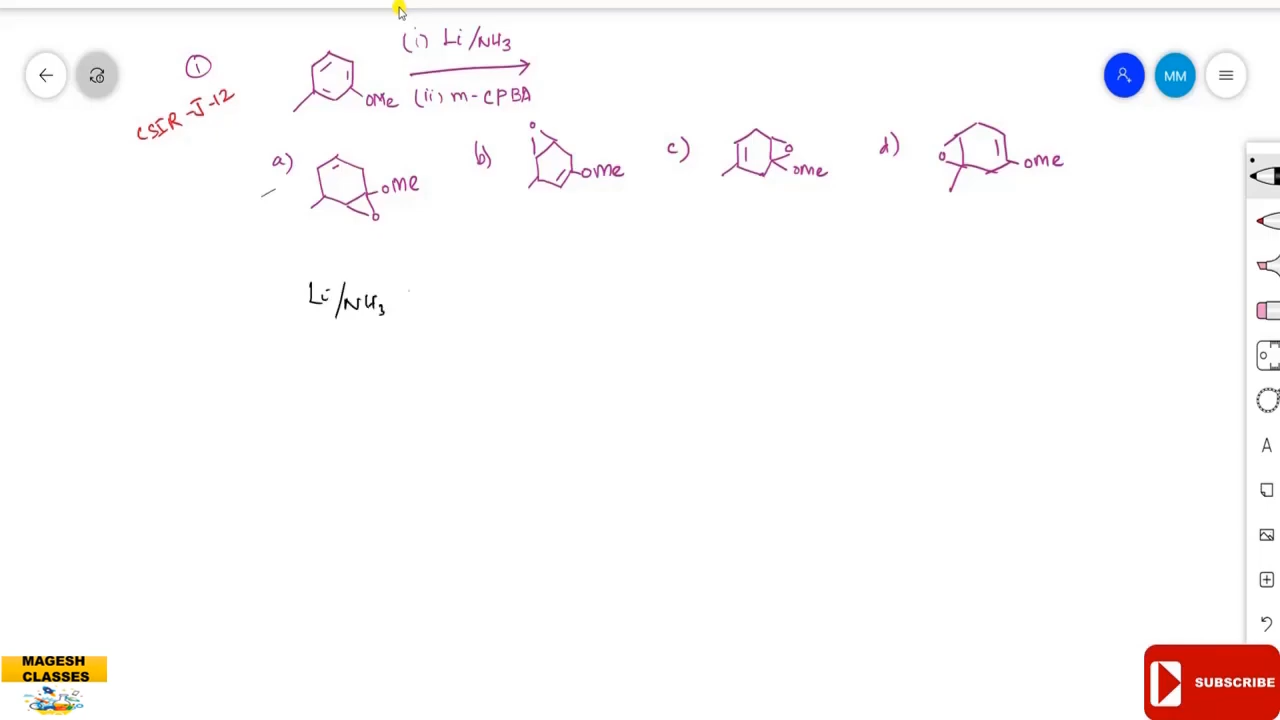 ①
CSIR-J-12
(i) Li/NH3
(ii) m-CPBA
OMe
a)
OMe
O
b)
O
OMe
c)
O
OMe
d)
O
OMe
Li/NH3
MM
A
MAGESH
CLASSES
SUBSCRIBE